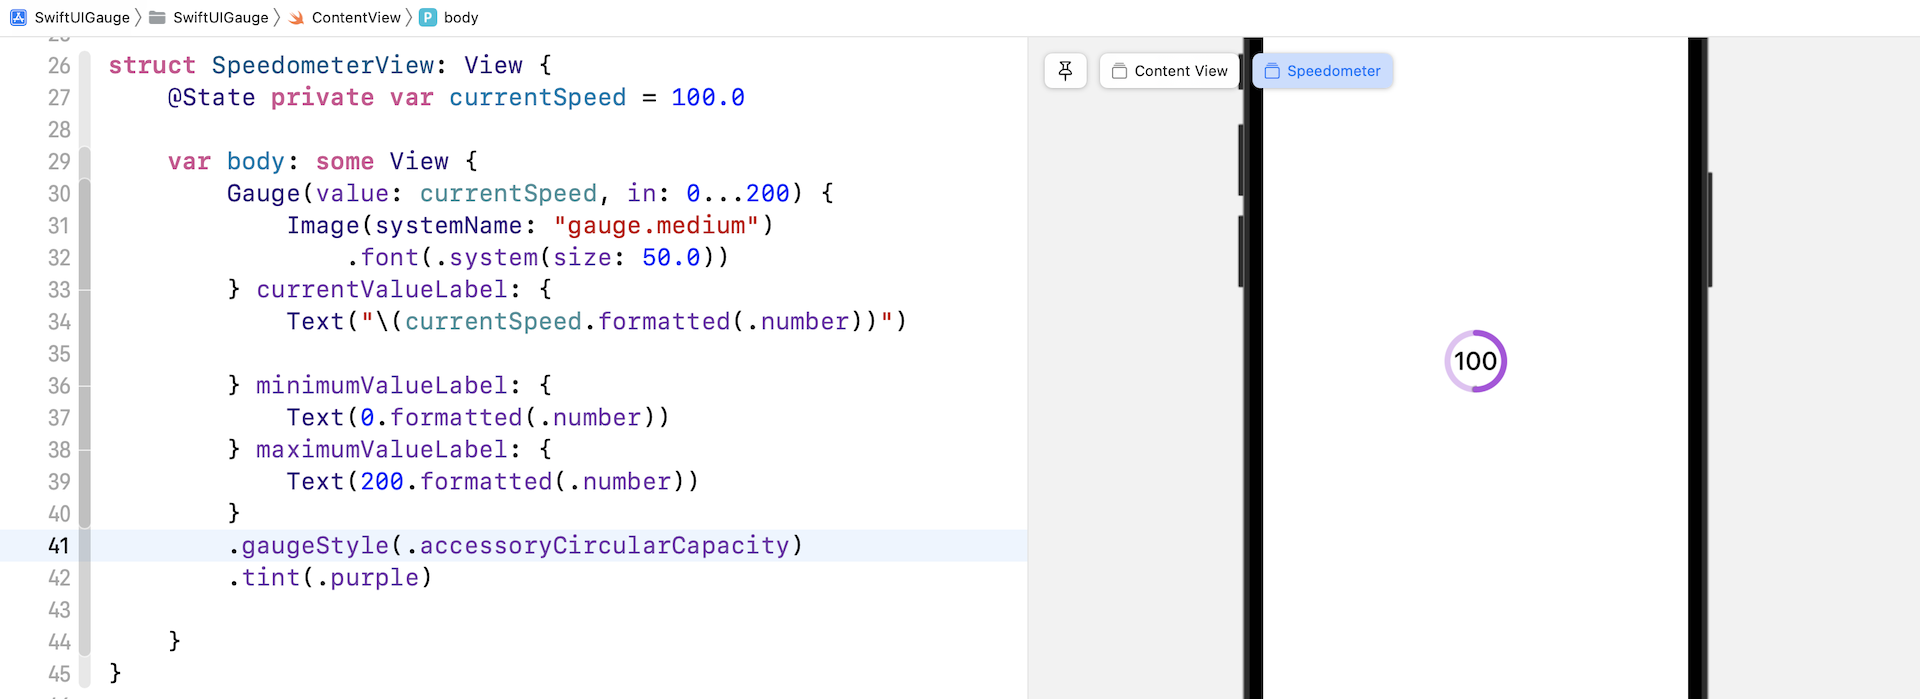 SwiftUIGauge SwiftUIGauge ContentView P body
26 struct SpeedometerView: View {
27 @State private var currentSpeed = 100.0
28
29 var body: some View {
30 Gauge(value: currentSpeed, in: 0...200) {
31 Image(systemName: "gauge.medium")
32 .font(.system(size: 50.0))
33 } currentValueLabel: {
34 Text("\(currentSpeed.formatted(.number))")
35
36 } minimumValueLabel: {
37 Text(0.formatted(.number))
38 } maximumValueLabel: {
39 Text(200.formatted(.number))
40 }
41 .gaugeStyle(.accessoryCircularCapacity)
42 .tint(.purple)
43
44 }
45 }
Content View Speedometer
100